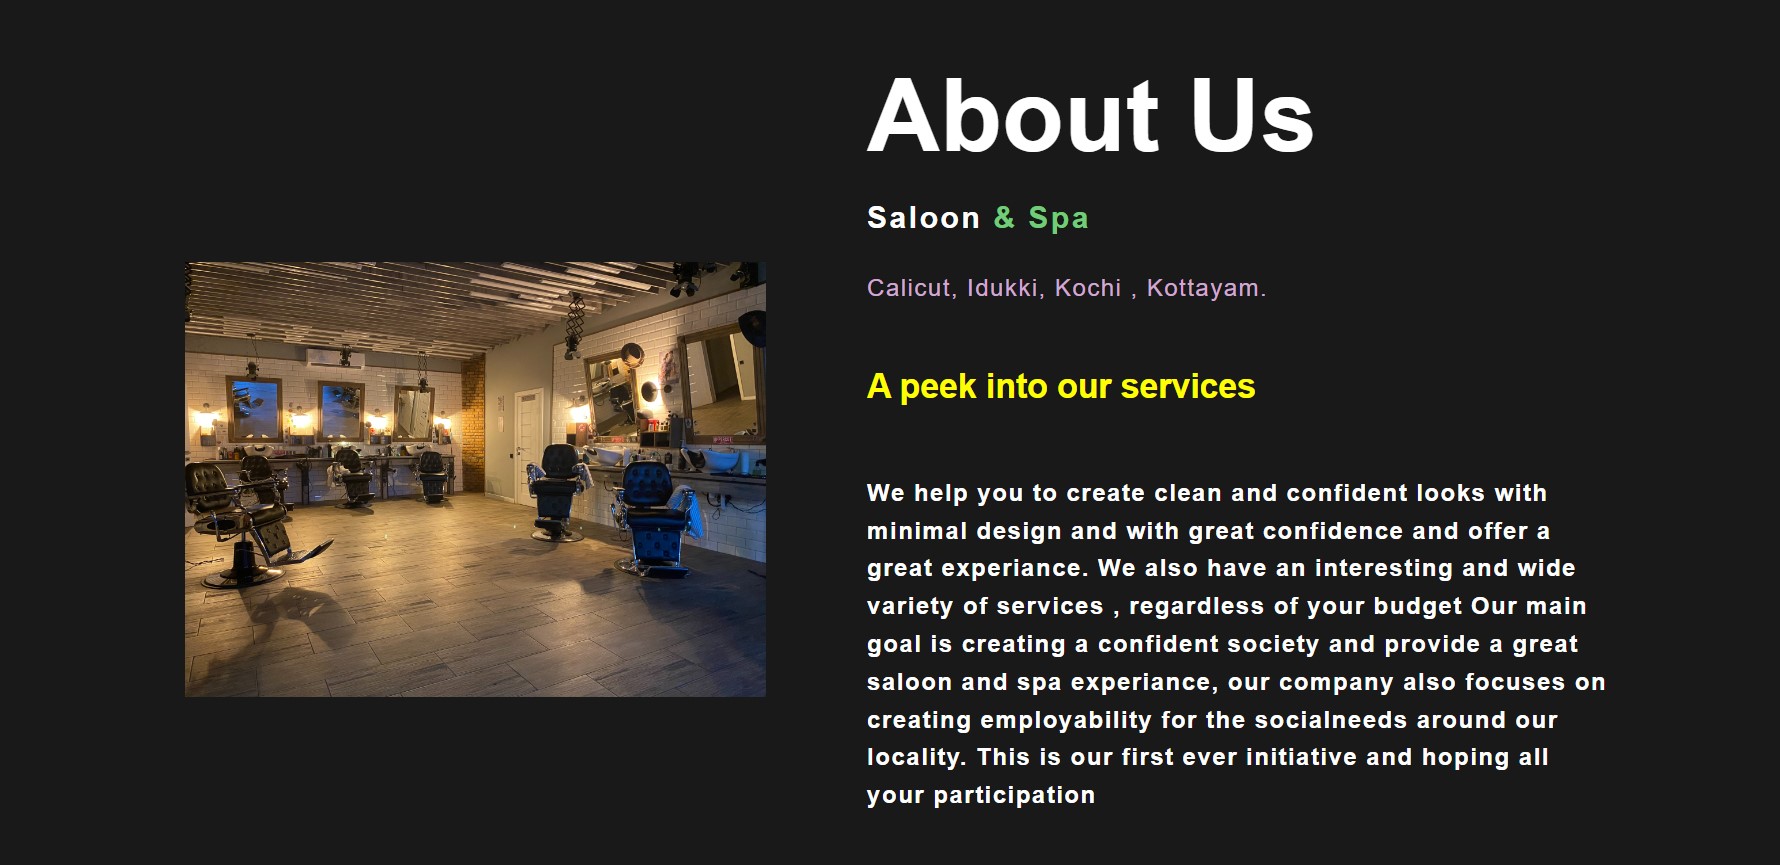 About Us
Saloon & Spa
Calicut, Idukki, Kochi , Kottayam.
A peek into our services
We help you to create clean and confident looks with
minimal design and with great confidence and offer a
great experiance. We also have an interesting and wide
variety of services , regardless of your budget Our main
goal is creating a confident society and provide a great
saloon and spa experiance, our company also focuses on
creating employability for the socialneeds around our
locality. This is our first ever initiative and hoping all
your participation